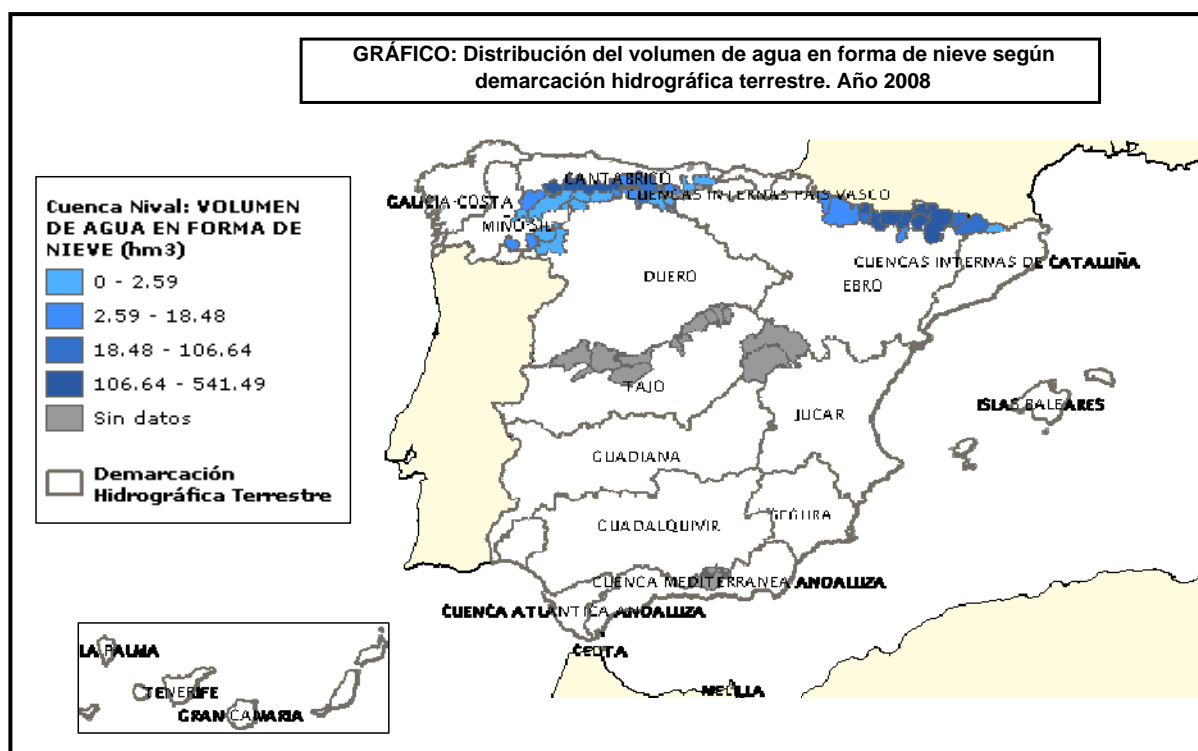 GRÁFICO: Distribución del volumen de agua en forma de nieve según
demarcación hidrográfica terrestre. Año 2008
Cuenca Nival: VOLUMEN
DE AGUA EN FORMA DE
NIEVE (hm3)
0 - 2.59
2.59 - 18.48
18.48 - 106.64
106.64 - 541.49
Sin datos
Demarcación
Hidrográfica Terrestre
CANTABRICO
CUENCAS INTERNAS PAIS VASCO
GALICIA-COSTA
MIÑO-SIL
CUENCAS INTERNAS DE CATALUÑA
DUERO
EBRO
TAJO
ISLAS BALEARES
JUCAR
GUADIANA
GUADALQUIVIR
SEGURA
CUENCA MEDITERRANEA ANDALUZA
CUENCA ATLANTICA ANDALUZA
CEUTA
MELILLA
LA PALMA
TENERIFE
GRAN CANARIA